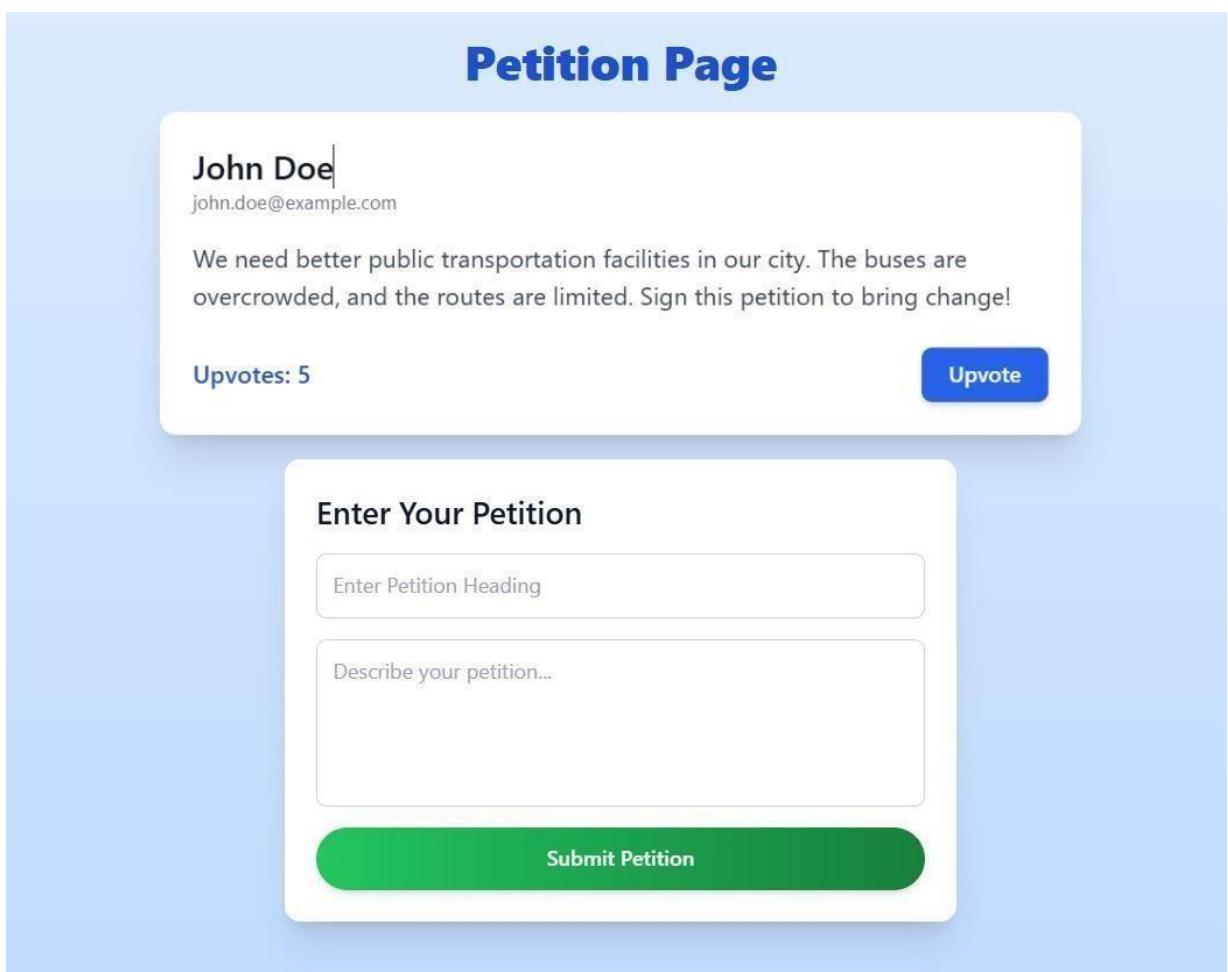 Petition Page
John Doe
john.doe@example.com
We need better public transportation facilities in our city. The buses are
overcrowded, and the routes are limited. Sign this petition to bring change!
Upvotes: 5
Upvote
Enter Your Petition
Enter Petition Heading
Describe your petition...
Submit Petition